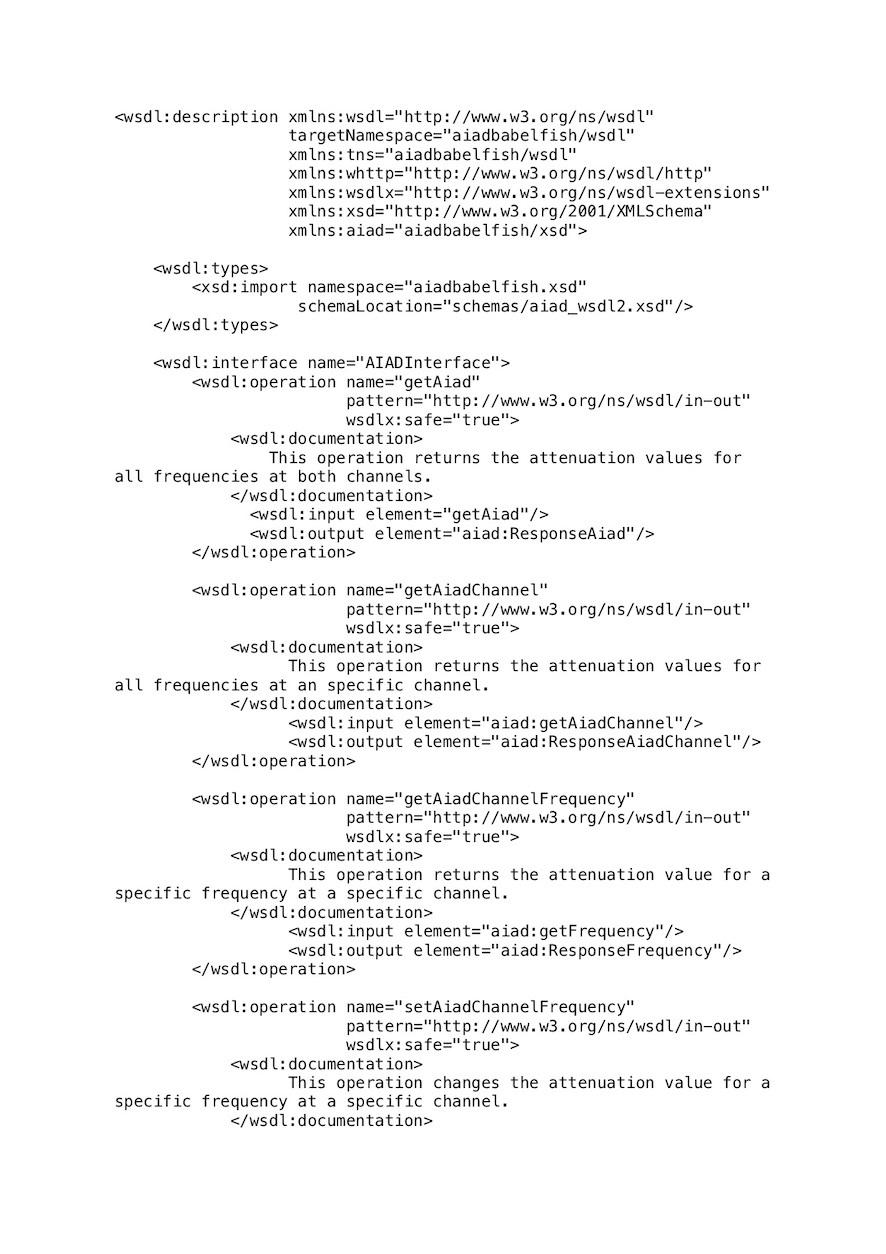 <wsdl:description xmlns:wsdl="http://www.w3.org/ns/wsdl"
                  targetNamespace="aiadbabelfish/wsdl"
                  xmlns:tns="aiadbabelfish/wsdl"
                  xmlns:whttp="http://www.w3.org/ns/wsdl/http"
                  xmlns:wsdlx="http://www.w3.org/ns/wsdl-extensions"
                  xmlns:xsd="http://www.w3.org/2001/XMLSchema"
                  xmlns:aiad="aiadbabelfish/xsd">

    <wsdl:types>
        <xsd:import namespace="aiadbabelfish.xsd"
                   schemaLocation="schemas/aiad_wsdl2.xsd"/>
    </wsdl:types>

    <wsdl:interface name="AIADInterface">
        <wsdl:operation name="getAiad"
                        pattern="http://www.w3.org/ns/wsdl/in-out"
                        wsdlx:safe="true">
            <wsdl:documentation>
                This operation returns the attenuation values for
all frequencies at both channels.
            </wsdl:documentation>
              <wsdl:input element="getAiad"/>
              <wsdl:output element="aiad:ResponseAiad"/>
        </wsdl:operation>

        <wsdl:operation name="getAiadChannel"
                        pattern="http://www.w3.org/ns/wsdl/in-out"
                        wsdlx:safe="true">
            <wsdl:documentation>
                  This operation returns the attenuation values for
all frequencies at an specific channel.
            </wsdl:documentation>
                  <wsdl:input element="aiad:getAiadChannel"/>
                  <wsdl:output element="aiad:ResponseAiadChannel"/>
        </wsdl:operation>

        <wsdl:operation name="getAiadChannelFrequency"
                        pattern="http://www.w3.org/ns/wsdl/in-out"
                        wsdlx:safe="true">
            <wsdl:documentation>
                  This operation returns the attenuation value for a
specific frequency at a specific channel.
            </wsdl:documentation>
                  <wsdl:input element="aiad:getFrequency"/>
                  <wsdl:output element="aiad:ResponseFrequency"/>
        </wsdl:operation>

        <wsdl:operation name="setAiadChannelFrequency"
                        pattern="http://www.w3.org/ns/wsdl/in-out"
                        wsdlx:safe="true">
            <wsdl:documentation>
                  This operation changes the attenuation value for a
specific frequency at a specific channel.
            </wsdl:documentation>